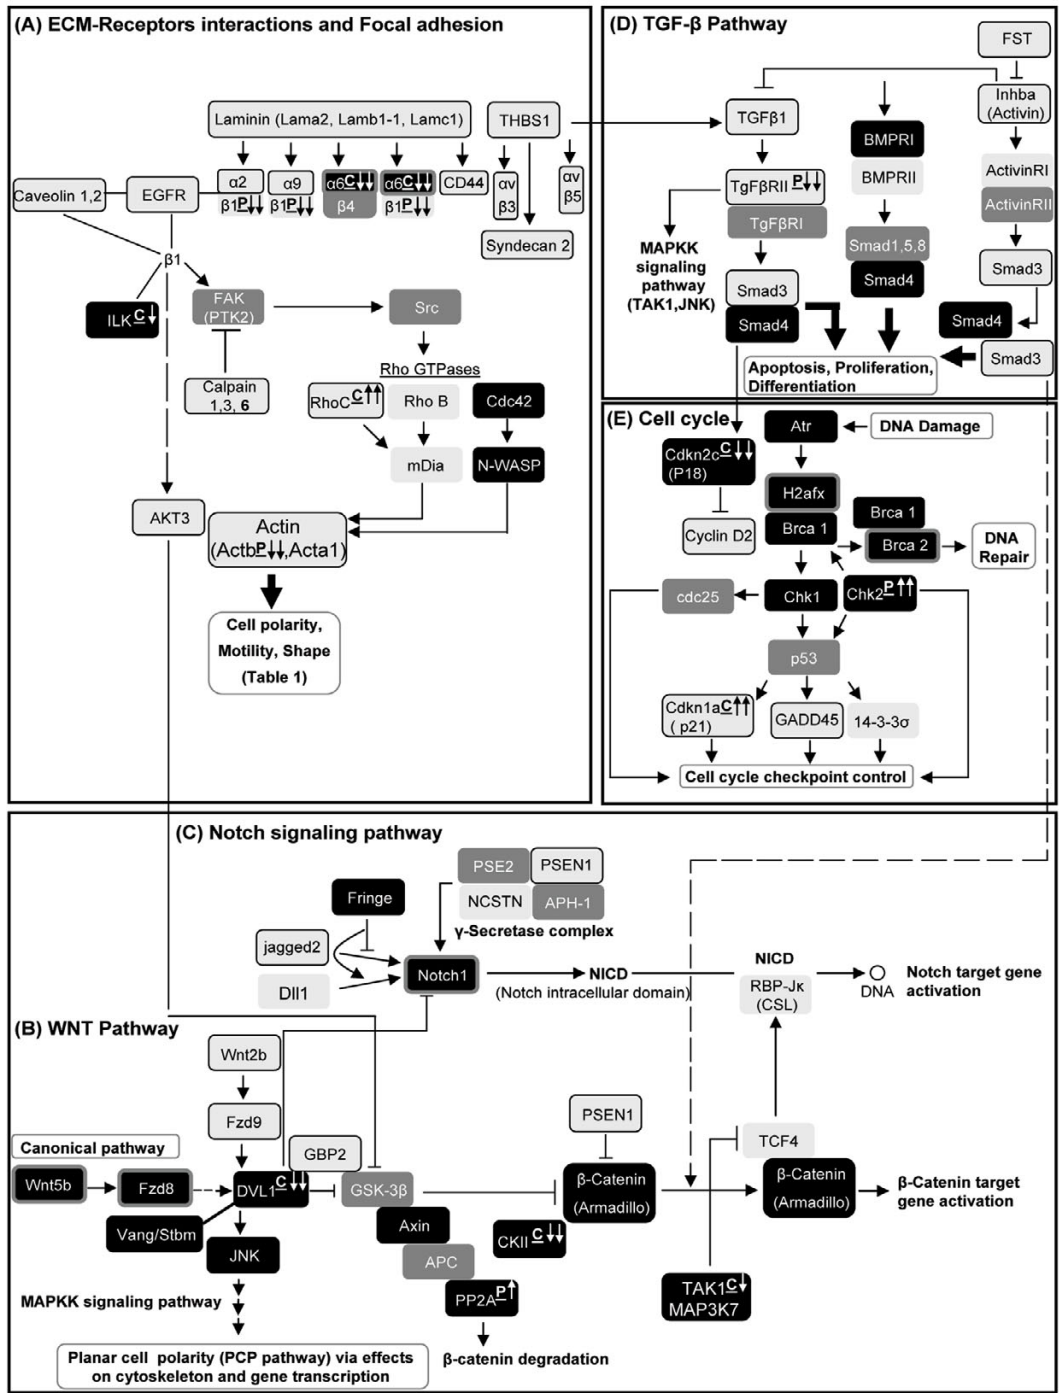 (A) ECM-Receptors interactions and Focal adhesion
Laminin (Lama2, Lamb1-1, Lamc1)
THBS1
α2
β1P↓↓
α9
β1P↓↓
α6C↓↓
β4
α6C↓↓
β1P↓↓
CD44
αv
β3
αv
β5
Caveolin 1,2
EGFR
Syndecan 2
β1
ILK C↓
FAK
(PTK2)
Src
Rho GTPases
Calpain
1,3, 6
RhoC C↑↑
Rho B
Cdc42
mDia
N-WASP
AKT3
Actin
(Actb P↓↓,Acta1)
Cell polarity,
Motility, Shape
(Table 1)
(D) TGF-β Pathway
FST
Inhba
(Activin)
TGFβ1
BMPRI
BMPRII
ActivinRI
ActivinRII
TgFβRII P↓↓
TgFβRI
MAPKK
signaling
pathway
(TAK1,JNK)
Smad1,5,8
Smad4
Smad3
Smad3
Smad4
Smad4
Smad3
Apoptosis, Proliferation,
Differentiation
(E) Cell cycle
Atr
DNA Damage
Cdkn2c C↓↓
(P18)
H2afx
Brca 1
Brca 1
Brca 2
DNA
Repair
Cyclin D2
cdc25
Chk1
Chk2 P↑↑
p53
Cdkn1a C↑↑
( p21)
GADD45
14-3-3σ
Cell cycle checkpoint control
(C) Notch signaling pathway
PSE2
PSEN1
NCSTN
APH-1
γ-Secretase complex
Fringe
jagged2
Dll1
Notch1
NICD
(Notch intracellular domain)
NICD
RBP-Jκ
(CSL)
DNA
Notch target gene
activation
(B) WNT Pathway
Wnt2b
Fzd9
Canonical pathway
Wnt5b
Fzd8
DVL1 C↓↓
GBP2
GSK-3β
Vang/Stbm
JNK
Axin
APC
PP2A P↑
CKII C↓↓
PSEN1
β-Catenin
(Armadillo)
TCF4
β-Catenin
(Armadillo)
β-Catenin target
gene activation
TAK1 C↓
MAP3K7
MAPKK signaling pathway
β-catenin degradation
Planar cell polarity (PCP pathway) via effects
on cytoskeleton and gene transcription